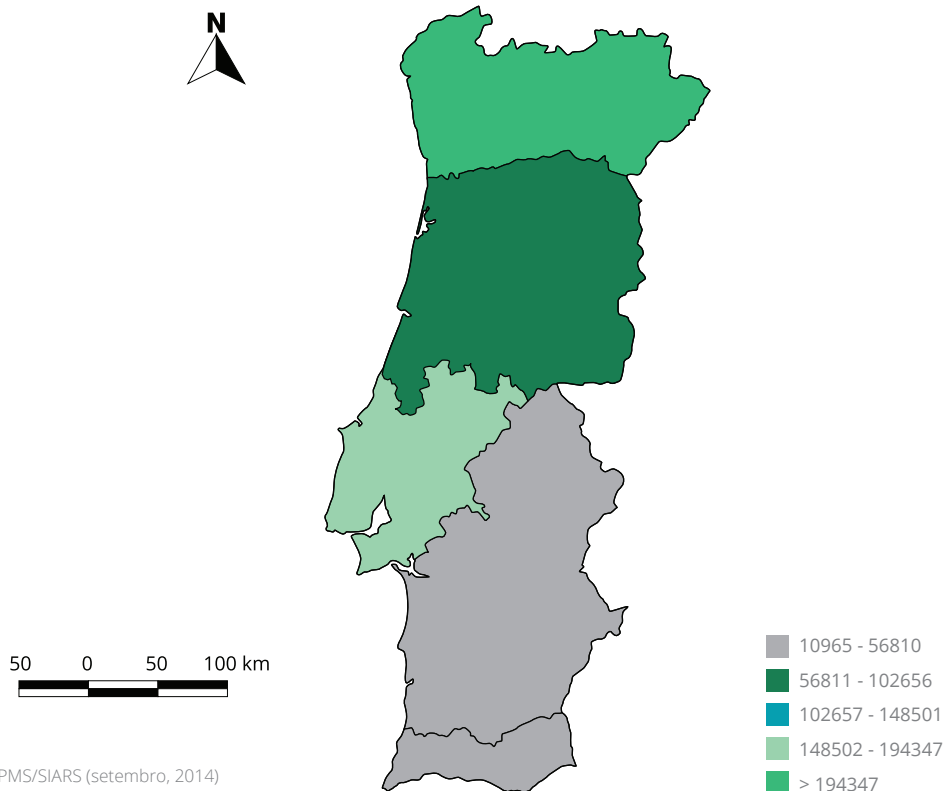 N
50 0 50 100 km
PMS/SIARS (setembro, 2014)
10965 - 56810
56811 - 102656
102657 - 148501
148502 - 194347
> 194347